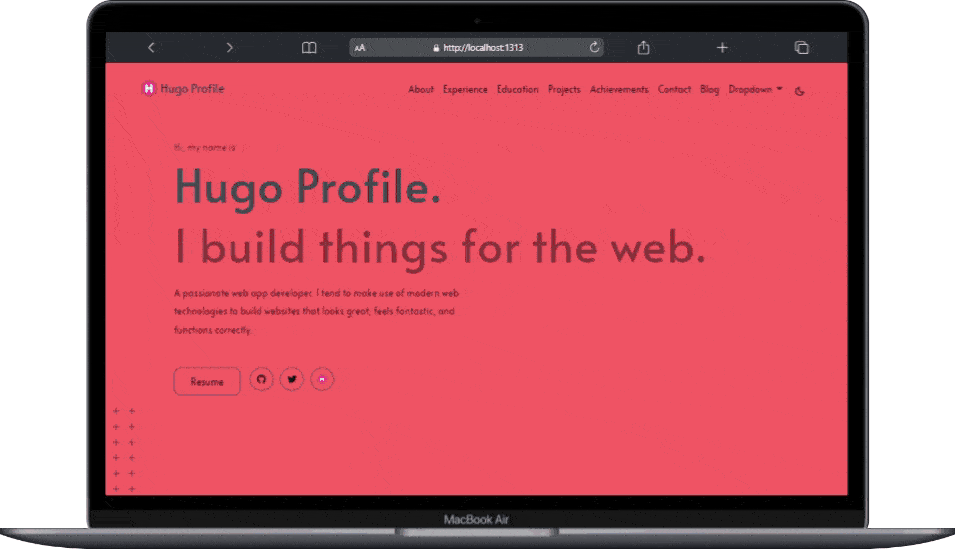 AA http://localhost:1313
H Hugo Profile About Experience Education Projects Achievements Contact Blog Dropdown
Hi, my name is
Hugo Profile.
I build things for the web.
A passionate web app developer. I tend to make use of modern web
technologies to build websites that looks great, feels fantastic, and
functions correctly.
Resume
MacBook Air